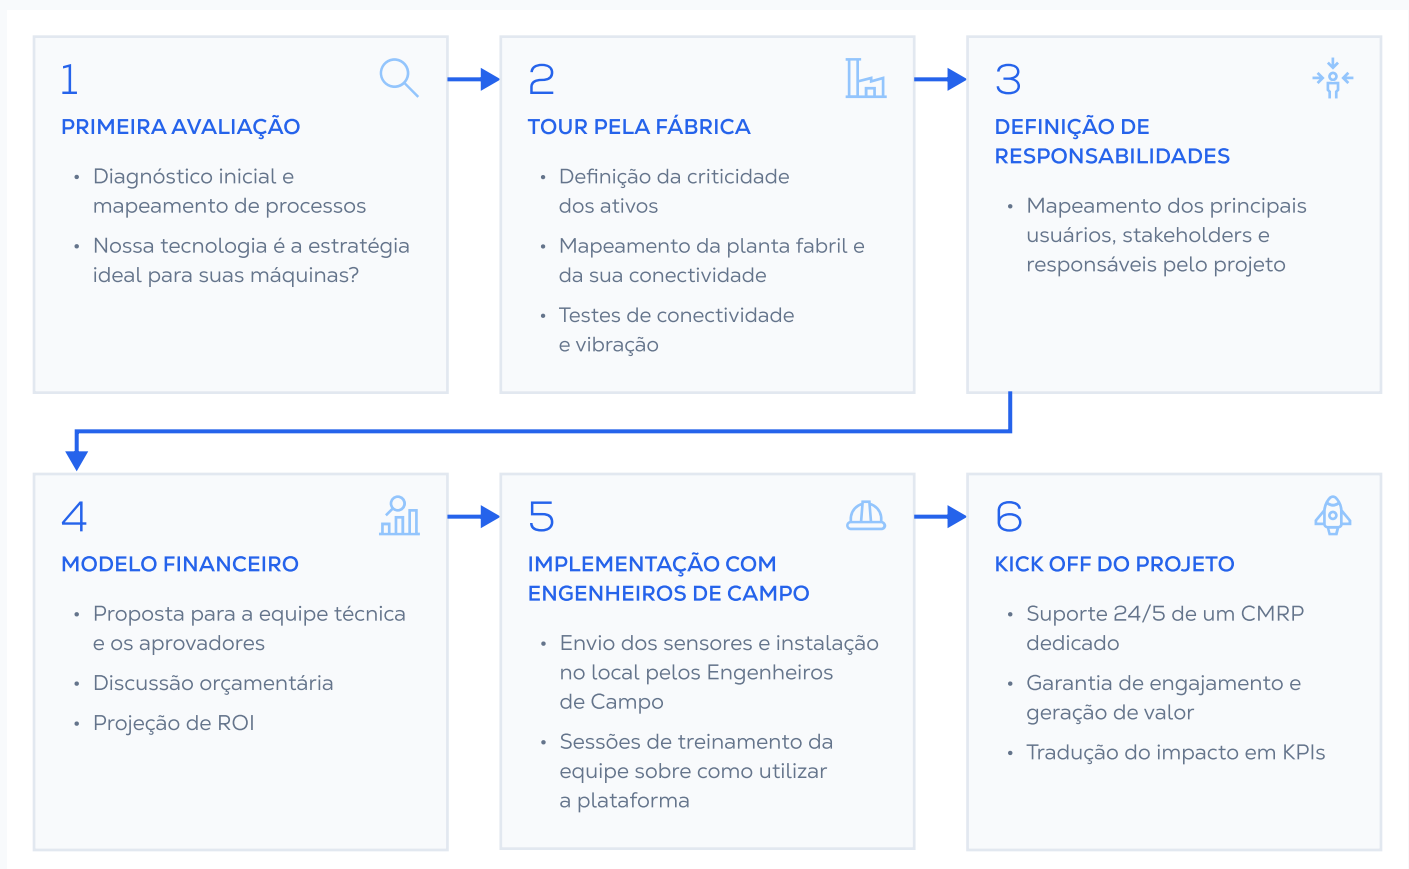 1
PRIMEIRA AVALIAÇÃO
• Diagnóstico inicial e
mapeamento de processos
• Nossa tecnologia é a estratégia
ideal para suas máquinas?
2
TOUR PELA FÁBRICA
• Definição da criticidade
dos ativos
• Mapeamento da planta fabril e
da sua conectividade
• Testes de conectividade
e vibração
3
DEFINIÇÃO DE
RESPONSABILIDADES
• Mapeamento dos principais
usuários, stakeholders e
responsáveis pelo projeto
4
MODELO FINANCEIRO
• Proposta para a equipe técnica
e os aprovadores
• Discussão orçamentária
• Projeção de ROI
5
IMPLEMENTAÇÃO COM
ENGENHEIROS DE CAMPO
• Envio dos sensores e instalação
no local pelos Engenheiros
de Campo
• Sessões de treinamento da
equipe sobre como utilizar
a plataforma
6
KICK OFF DO PROJETO
• Suporte 24/5 de um CMRP
dedicado
• Garantia de engajamento e
geração de valor
• Tradução do impacto em KPIs